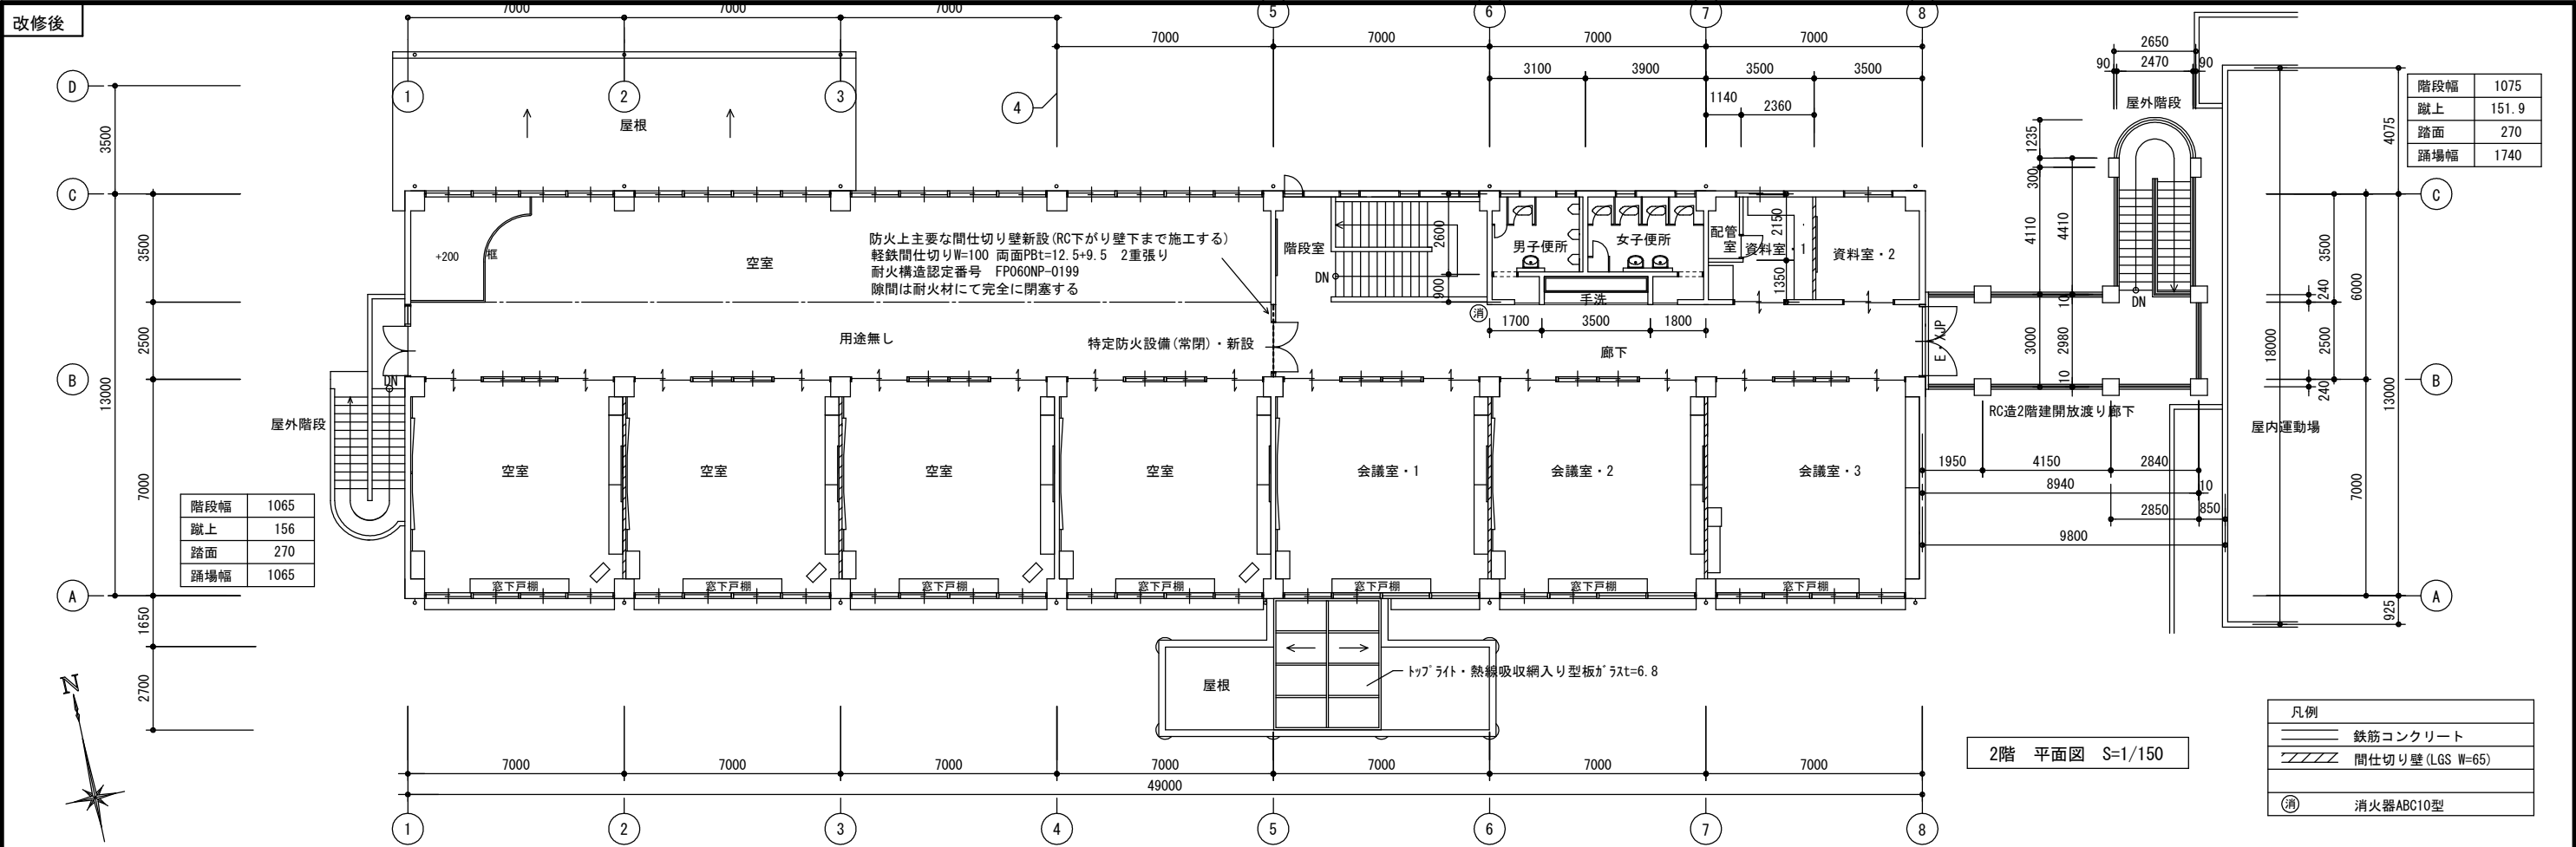 改修後
7000 7000 7000
7000 7000 7000 7000
5 6 7 8
3100 3900 3500 3500
1140 2360
2650
90 2470 90
屋外階段
階段幅 1075
蹴上 151.9
踏面 270
踊場幅 1740
D
C
B
A
3500
13000
3500
2500
7000
1650
2700
1 2 3 4
屋根
+200
框
空室
防火上主要な間仕切り壁新設(RC下がり壁下まで施工する)
軽鉄間仕切りW=100 両面PBt=12.5+9.5 2重張り
耐火構造認定番号 FP060NP-0199
隙間は耐火材にて完全に閉塞する
階段室
DN
2600
900
男子便所
女子便所
配管
室
資料室・1
2150
1350
資料室・2
手洗
消
1700 3500 1800
用途無し
特定防火設備(常閉)・新設
廊下
E・XJP
1235
300
4110
4410
3000
10
2980
10
DN
RC造2階建開放渡り廊下
4075
3500
240
6000
2500
240
18000
13000
7000
925
C
B
A
屋内運動場
1950 4150 2840
8940 10
2850 850
9800
DN
屋外階段
階段幅 1065
蹴上 156
踏面 270
踊場幅 1065
空室 空室 空室 空室 会議室・1 会議室・2 会議室・3
窓下戸棚 窓下戸棚 窓下戸棚 窓下戸棚 窓下戸棚 窓下戸棚 窓下戸棚
屋根
トップライト・熱線吸収網入り型板ガラスt=6.8
N
7000 7000 7000 7000 7000 7000 7000
49000
1 2 3 4 5 6 7 8
2階 平面図 S=1/150
凡例
鉄筋コンクリート
間仕切り壁(LGS W=65)
消 消火器ABC10型